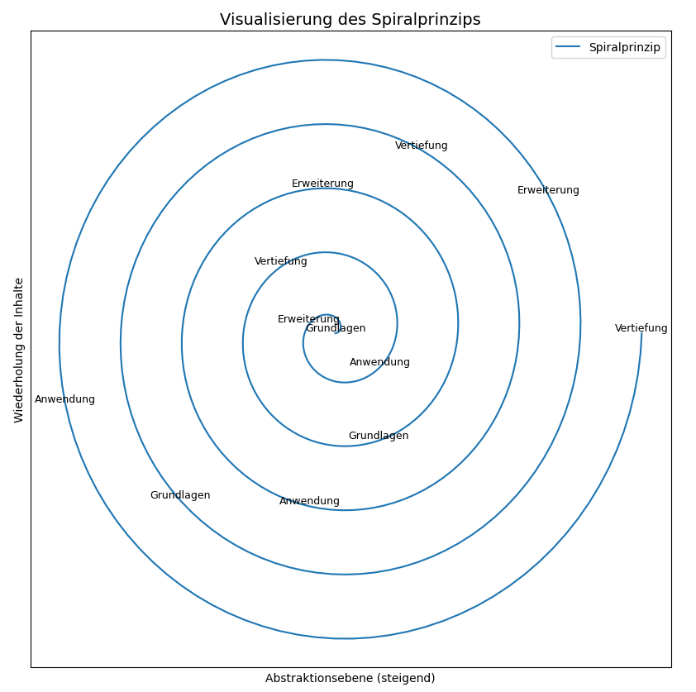 Visualisierung des Spiralprinzips
Spiralprinzip
Vertiefung
Erweiterung
Erweiterung
Vertiefung
Erweiterung
Grundlagen
Vertiefung
Anwendung
Anwendung
Grundlagen
Grundlagen
Anwendung
Wiederholung der Inhalte
Abstraktionsebene (steigend)